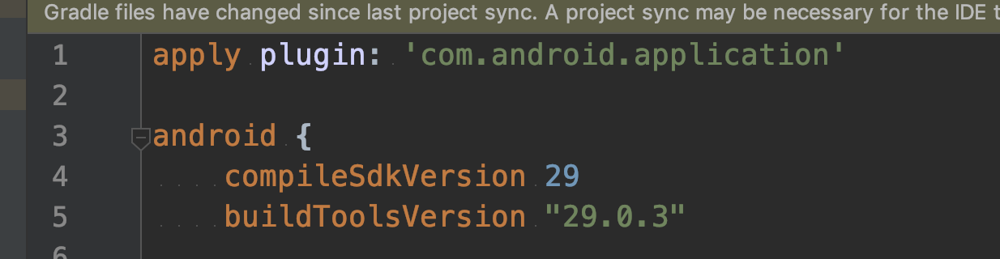 Gradle files have changed since last project sync. A project sync may be necessary for the IDE
1 apply plugin: 'com.android.application'
2
3 android {
4 compileSdkVersion 29
5 buildToolsVersion "29.0.3"
6